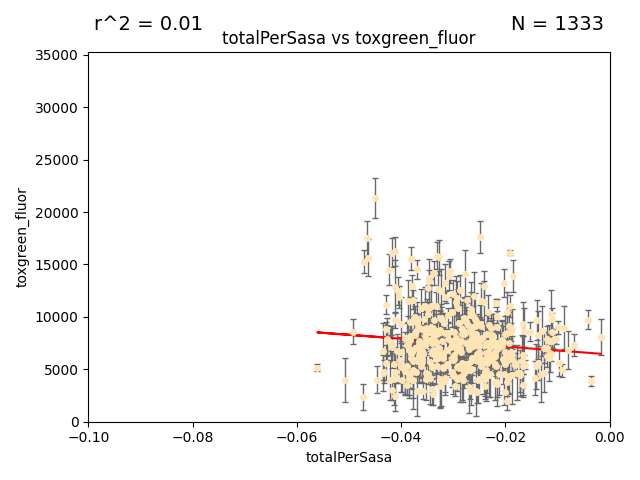 r^2 = 0.01
N = 1333
totalPerSasa vs toxgreen_fluor
35000
30000
25000
20000
15000
10000
5000
0
toxgreen_fluor
−0.10
−0.08
−0.06
−0.04
−0.02
0.00
totalPerSasa